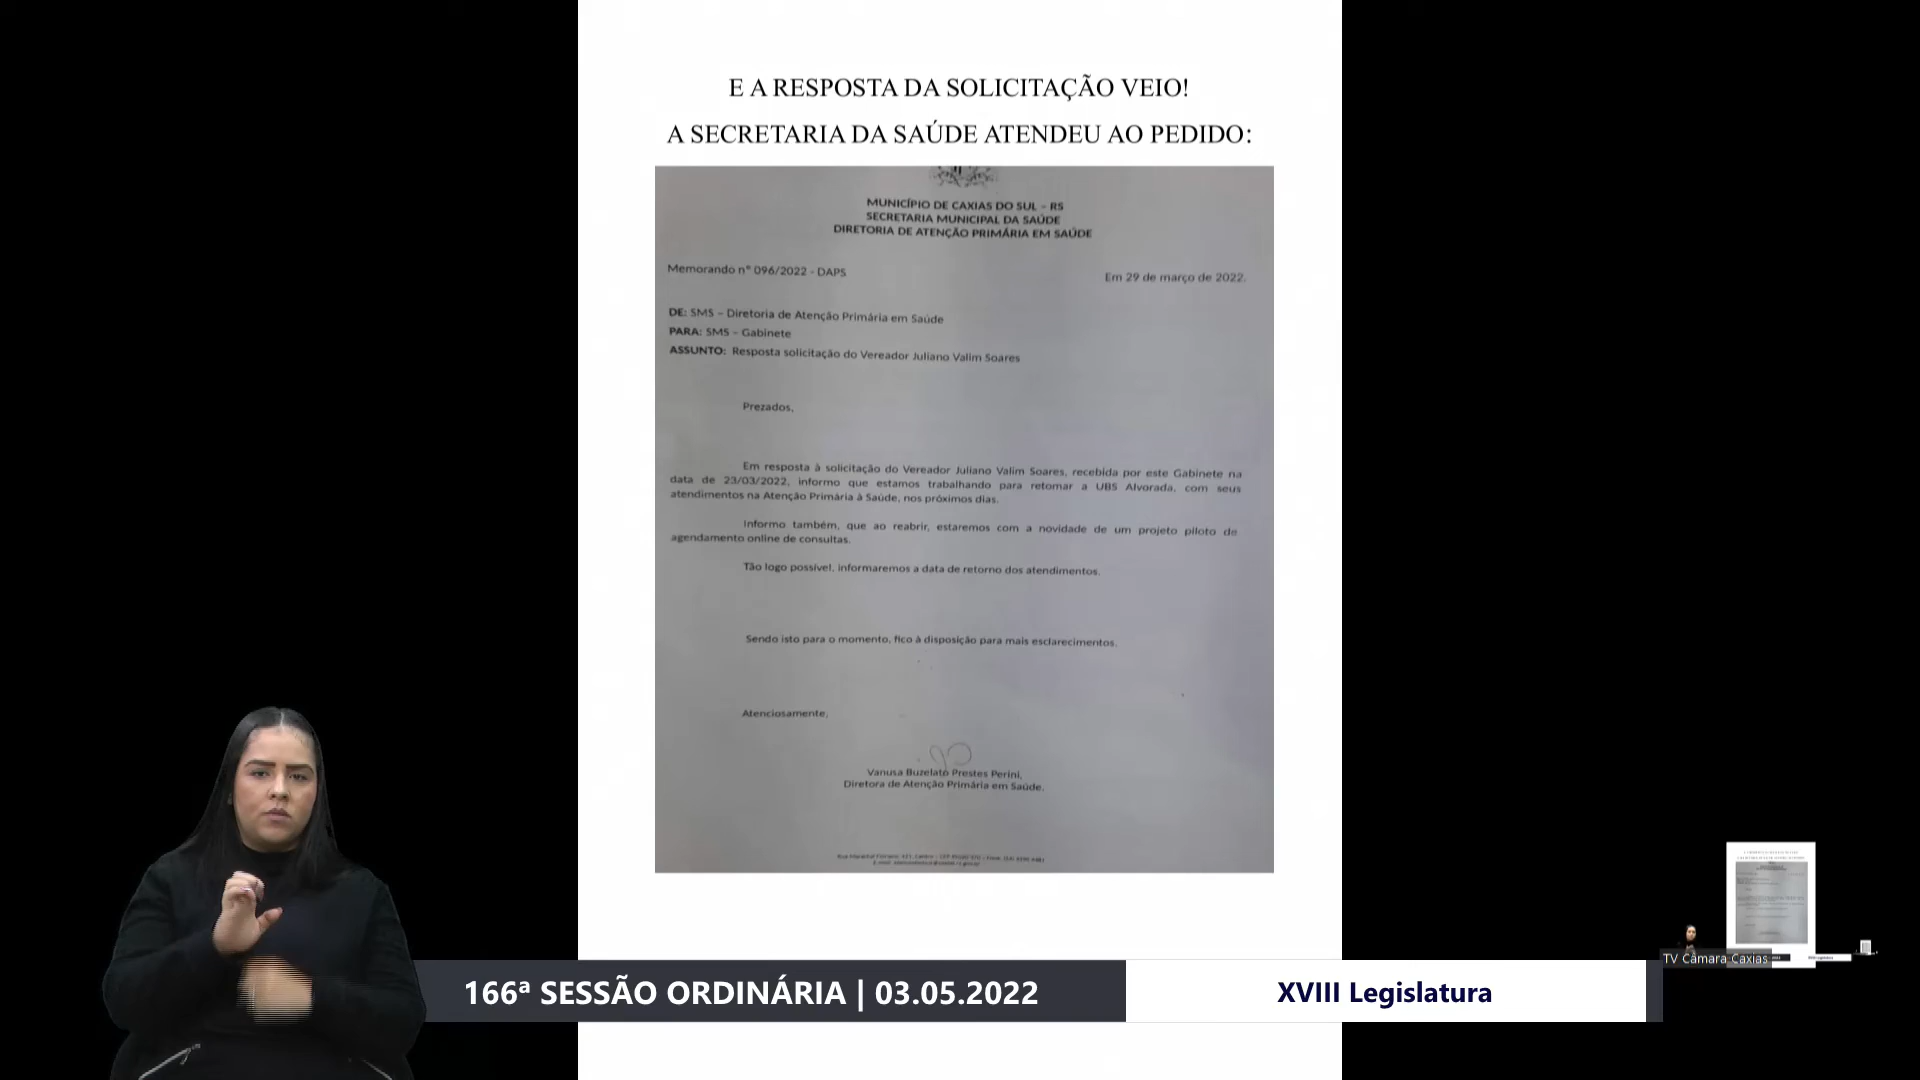 E A RESPOSTA DA SOLICITAÇÃO VEIO!
A SECRETARIA DA SAÚDE ATENDEU AO PEDIDO:
MUNICÍPIO DE CAXIAS DO SUL – RS
SECRETARIA MUNICIPAL DA SAÚDE
DIRETORIA DE ATENÇÃO PRIMÁRIA EM SAÚDE
Memorando nº 096/2022 - DAPS
Em 29 de março de 2022.
DE: SMS – Diretoria de Atenção Primária em Saúde
PARA: SMS – Gabinete
ASSUNTO: Resposta solicitação do Vereador Juliano Valim Soares
Prezados,
Em resposta à solicitação do Vereador Juliano Valim Soares, recebida por este Gabinete na
data de 23/03/2022, informo que estamos trabalhando para retomar a UBS Alvorada, com seus
atendimentos na Atenção Primária à Saúde, nos próximos dias.
Informo também, que ao reabrir, estaremos com a novidade de um projeto piloto de
agendamento online de consultas.
Tão logo possível, informaremos a data de retorno dos atendimentos.
Sendo isto para o momento, fico à disposição para mais esclarecimentos.
Atenciosamente,
Vanusa Buzelato Prestes Perini,
Diretora de Atenção Primária em Saúde.
166ª SESSÃO ORDINÁRIA | 03.05.2022
XVIII Legislatura
TV Câmara Caxias